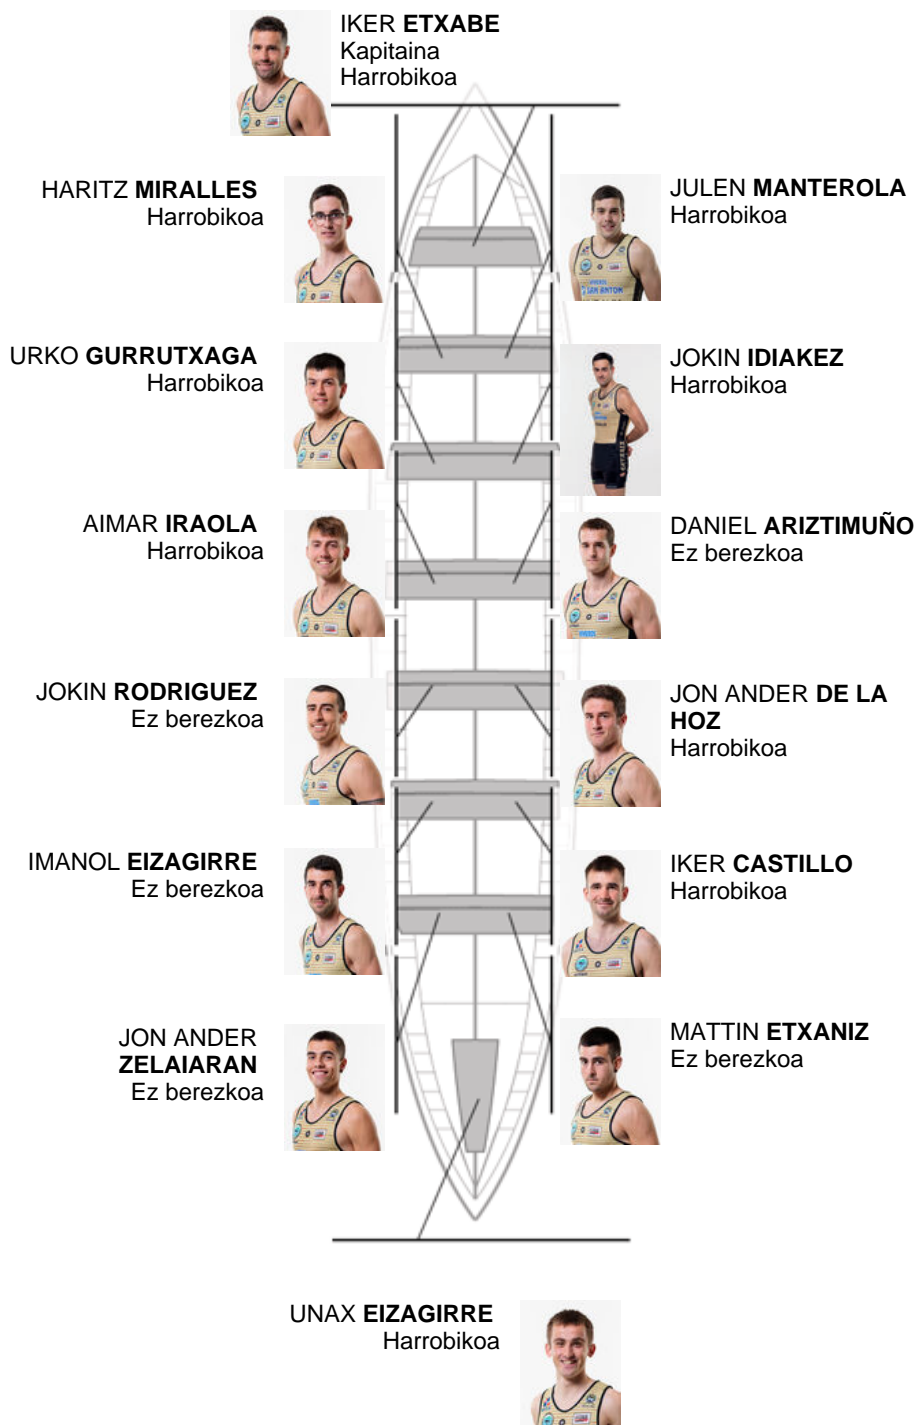 IKER ETXABE
Kapitaina
Harrobikoa
HARITZ MIRALLES
Harrobikoa
JULEN MANTEROLA
Harrobikoa
URKO GURRUTXAGA
Harrobikoa
JOKIN IDIAKEZ
Harrobikoa
AIMAR IRAOLA
Harrobikoa
DANIEL ARIZTIMUÑO
Ez berezkoa
JOKIN RODRIGUEZ
Ez berezkoa
JON ANDER DE LA
HOZ
Harrobikoa
IMANOL EIZAGIRRE
Ez berezkoa
IKER CASTILLO
Harrobikoa
JON ANDER
ZELAIARAN
Ez berezkoa
MATTIN ETXANIZ
Ez berezkoa
UNAX EIZAGIRRE
Harrobikoa